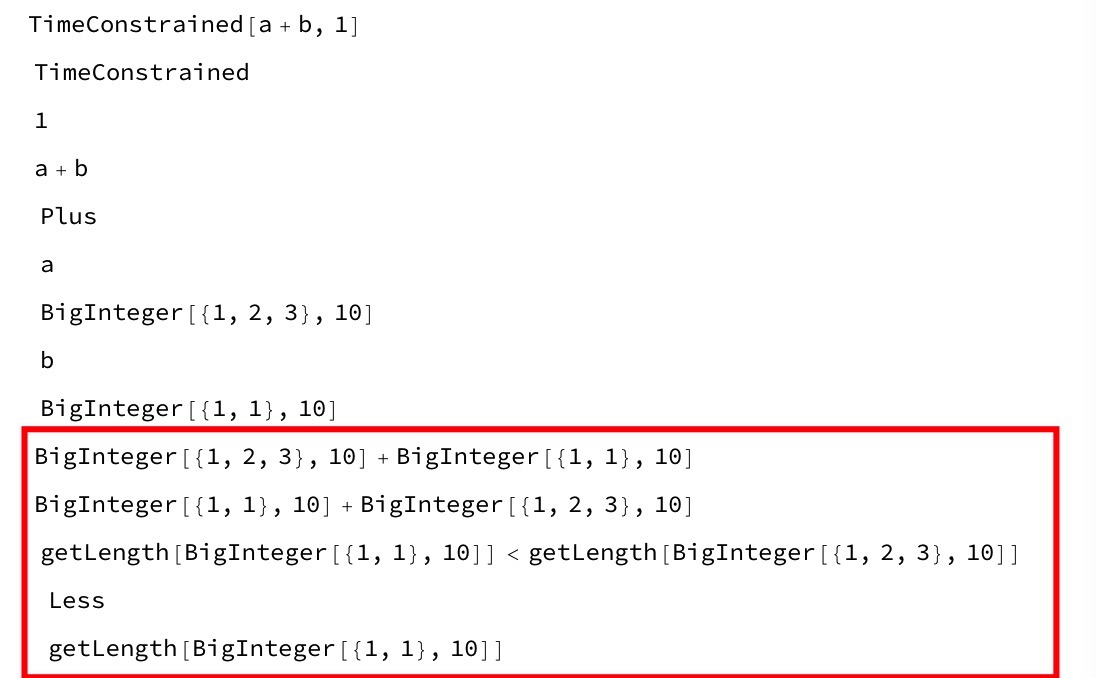 TimeConstrained[a + b, 1]
TimeConstrained
1
a + b
Plus
a
BigInteger[{1, 2, 3}, 10]
b
BigInteger[{1, 1}, 10]
BigInteger[{1, 2, 3}, 10] + BigInteger[{1, 1}, 10]
BigInteger[{1, 1}, 10] + BigInteger[{1, 2, 3}, 10]
getLength[BigInteger[{1, 1}, 10]] < getLength[BigInteger[{1, 2, 3}, 10]]
Less
getLength[BigInteger[{1, 1}, 10]]